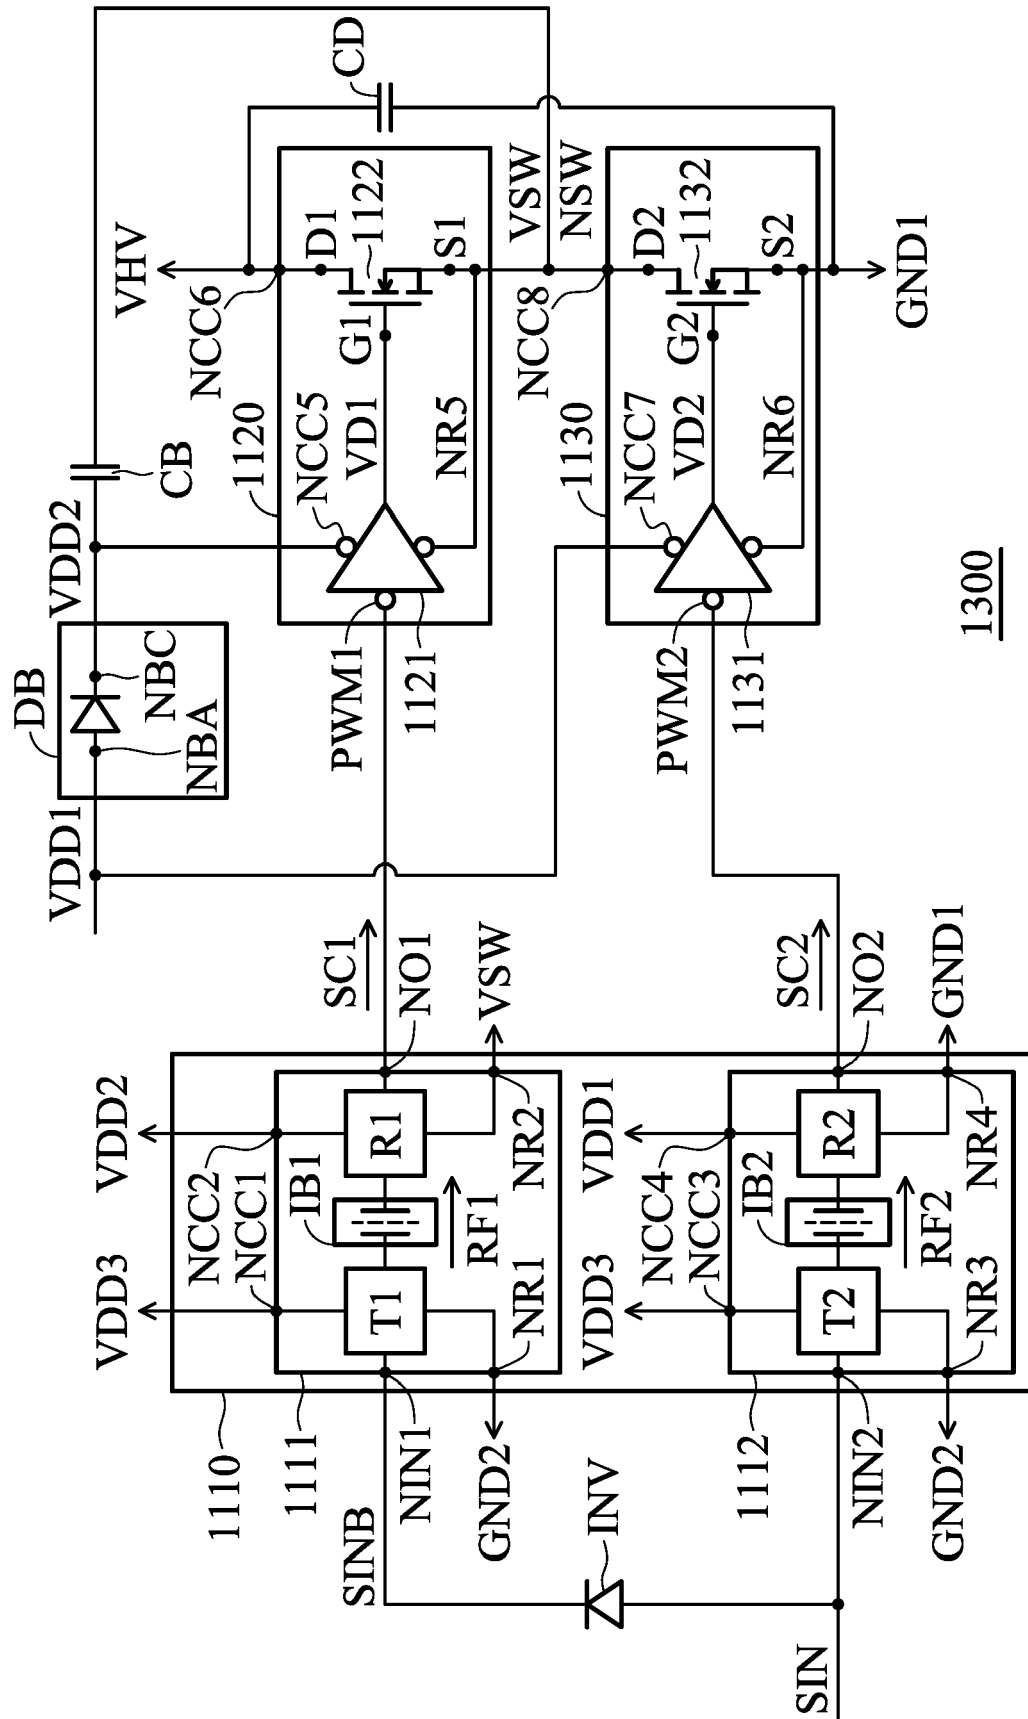 SIN
SINB
INV
1110
1111
NIN1
GND2
VDD3
NCC1
NCC2
VDD2
T1
IB1
R1
RF1
NR1
NR2
VSW
NO1
SC1
1112
NIN2
GND2
VDD3
NCC3
NCC4
VDD1
T2
IB2
R2
RF2
NR3
NR4
GND1
NO2
SC2
VDD1
DB
NBA
NBC
VDD2
CB
PWM1
1121
1120
NCC5
VD1
NR5
G1
NCC6
VHV
D1
1122
S1
CD
VSW
NSW
PWM2
1131
1130
NCC7
VD2
NR6
G2
NCC8
D2
1132
S2
GND1
1300